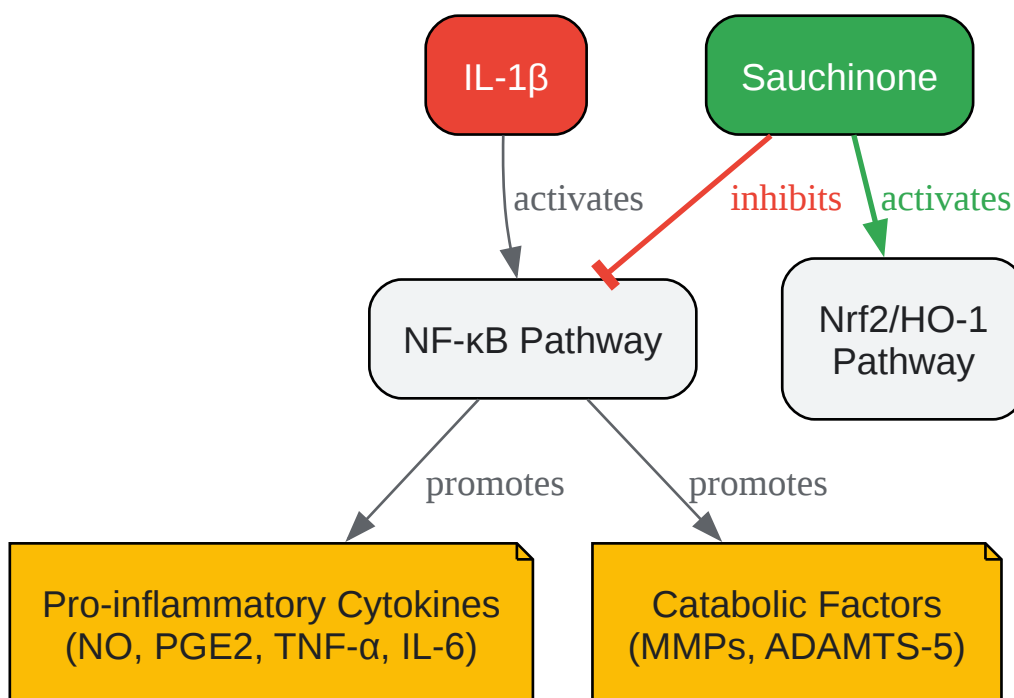 IL-1β
Sauchinone
activates
inhibits
activates
NF-κB Pathway
Nrf2/HO-1
Pathway
promotes
promotes
Pro-inflammatory Cytokines
(NO, PGE2, TNF-α, IL-6)
Catabolic Factors
(MMPs, ADAMTS-5)